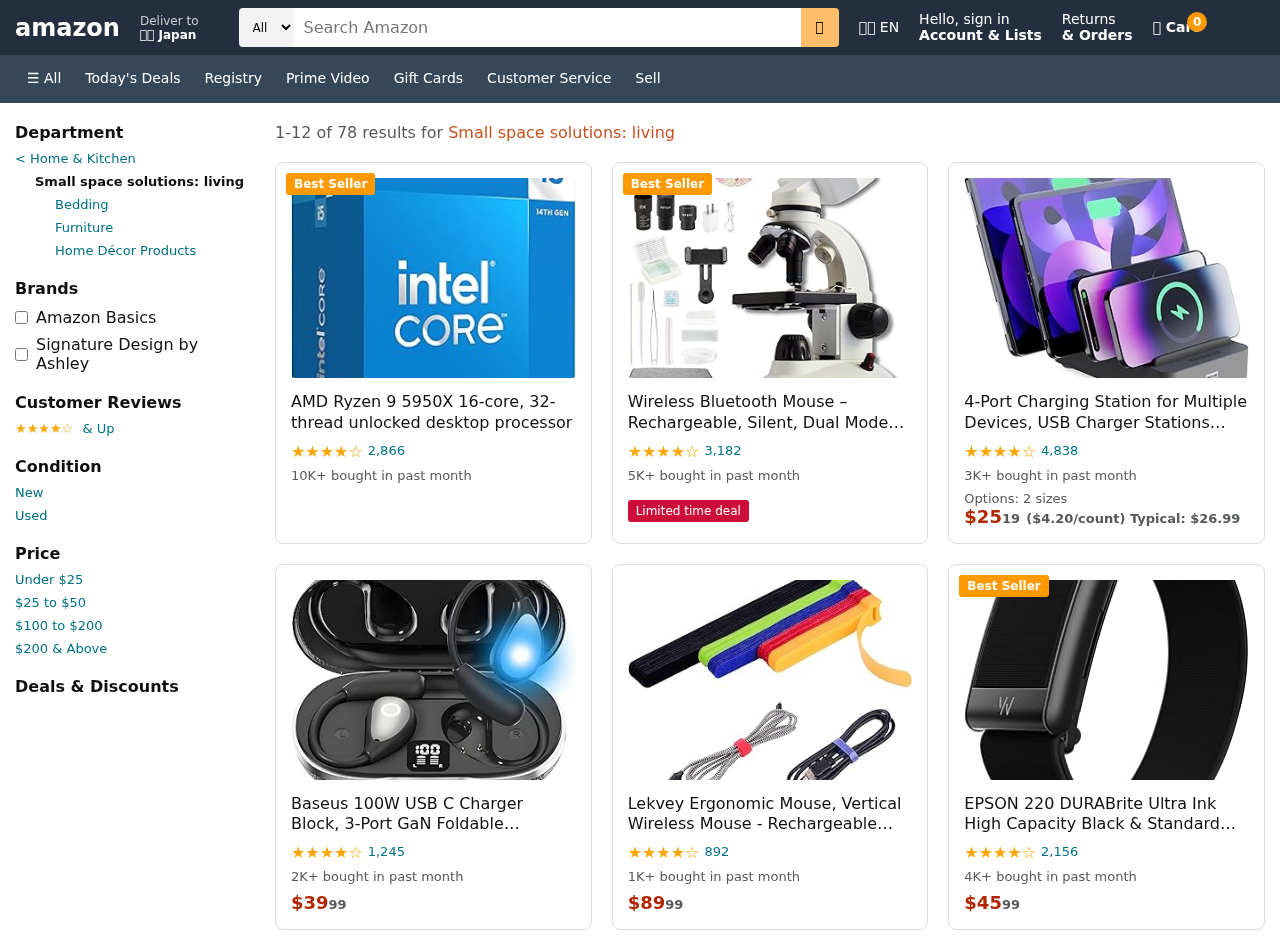 amazon
Deliver to
Japan
All
Search Amazon
EN
Hello, sign in
Account & Lists
Returns
& Orders
0
☰ All
Today's Deals
Registry
Prime Video
Gift Cards
Customer Service
Sell
Department
< Home & Kitchen
Small space solutions: living
Bedding
Furniture
Home Décor Products
Brands
Amazon Basics
Signature Design by
Ashley
Customer Reviews
★★★★☆ & Up
Condition
New
Used
Price
Under $25
$25 to $50
$100 to $200
$200 & Above
Deals & Discounts
1-12 of 78 results for Small space solutions: living
Best Seller
14TH GEN
intel
CORE
intel CORE
AMD Ryzen 9 5950X 16-core, 32-
thread unlocked desktop processor
★★★★☆ 2,866
10K+ bought in past month
Best Seller
Wireless Bluetooth Mouse –
Rechargeable, Silent, Dual Mode…
★★★★☆ 3,182
5K+ bought in past month
Limited time deal
4-Port Charging Station for Multiple
Devices, USB Charger Stations…
★★★★☆ 4,838
3K+ bought in past month
Options: 2 sizes
$25 19 ($4.20/count) Typical: $26.99
L
R
100
L R
Baseus 100W USB C Charger
Block, 3-Port GaN Foldable…
★★★★☆ 1,245
2K+ bought in past month
$39 99
Lekvey Ergonomic Mouse, Vertical
Wireless Mouse - Rechargeable…
★★★★☆ 892
1K+ bought in past month
$89 99
Best Seller
W
EPSON 220 DURABrite Ultra Ink
High Capacity Black & Standard…
★★★★☆ 2,156
4K+ bought in past month
$45 99